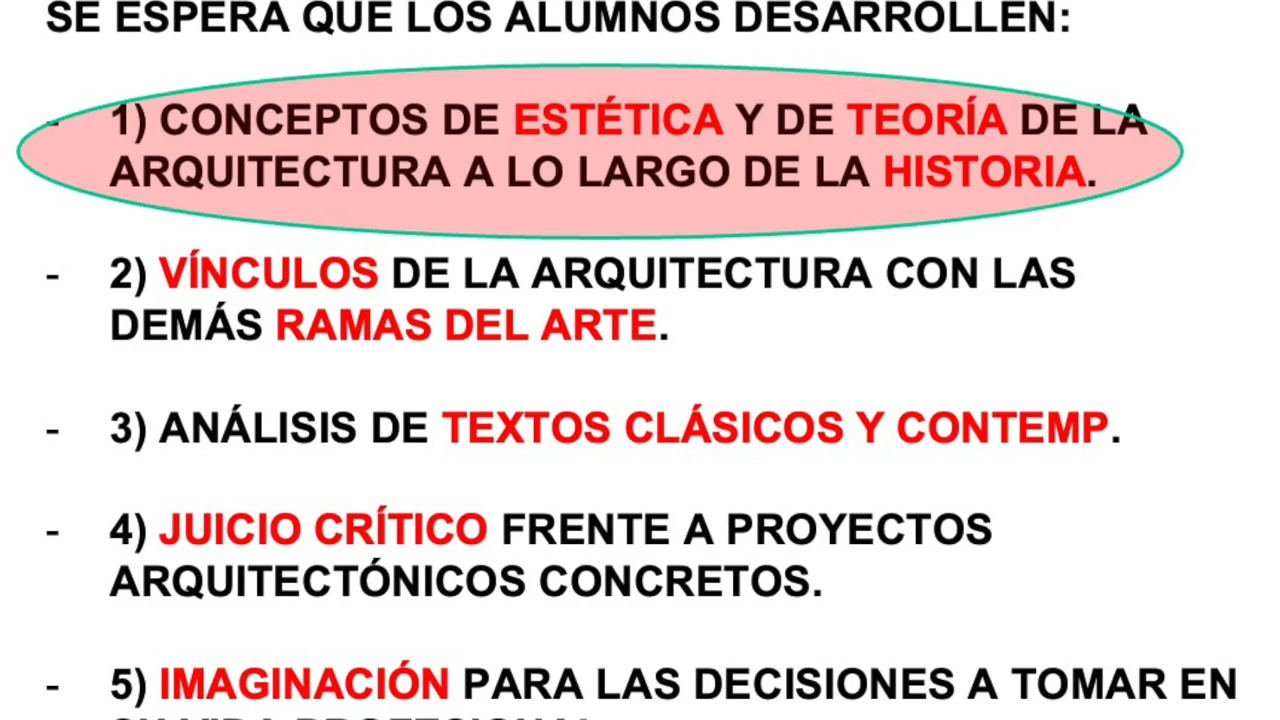 SE ESPERA QUE LOS ALUMNOS DESARROLLEN:
- 1) CONCEPTOS DE ESTÉTICA Y DE TEORÍA DE LA
ARQUITECTURA A LO LARGO DE LA HISTORIA.
- 2) VÍNCULOS DE LA ARQUITECTURA CON LAS
DEMÁS RAMAS DEL ARTE.
- 3) ANÁLISIS DE TEXTOS CLÁSICOS Y CONTEMP.
- 4) JUICIO CRÍTICO FRENTE A PROYECTOS
ARQUITECTÓNICOS CONCRETOS.
- 5) IMAGINACIÓN PARA LAS DECISIONES A TOMAR EN